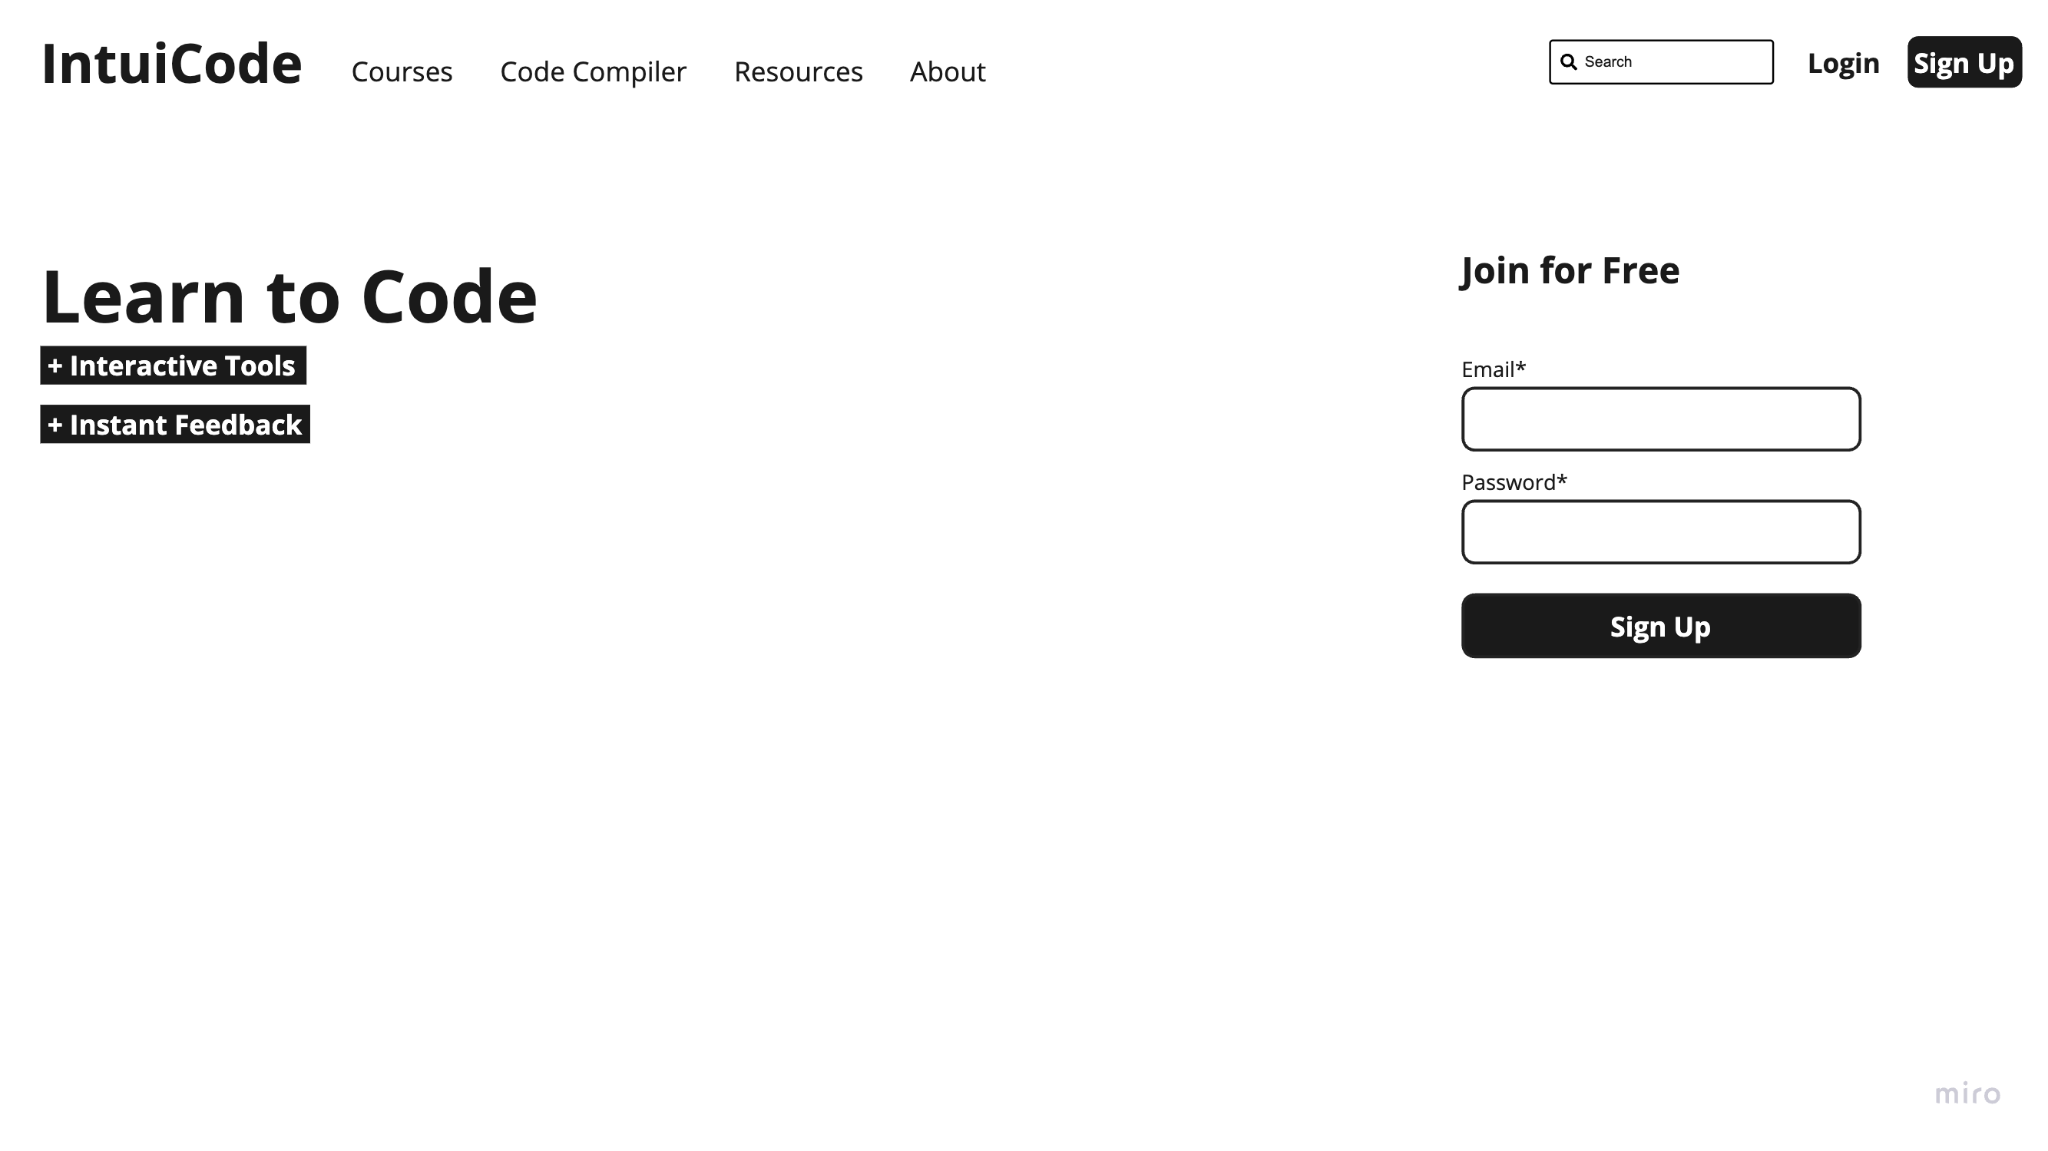 IntuiCode Courses Code Compiler Resources About Search Login Sign Up
Learn to Code
+ Interactive Tools
+ Instant Feedback
Join for Free
Email*
Password*
Sign Up
miro